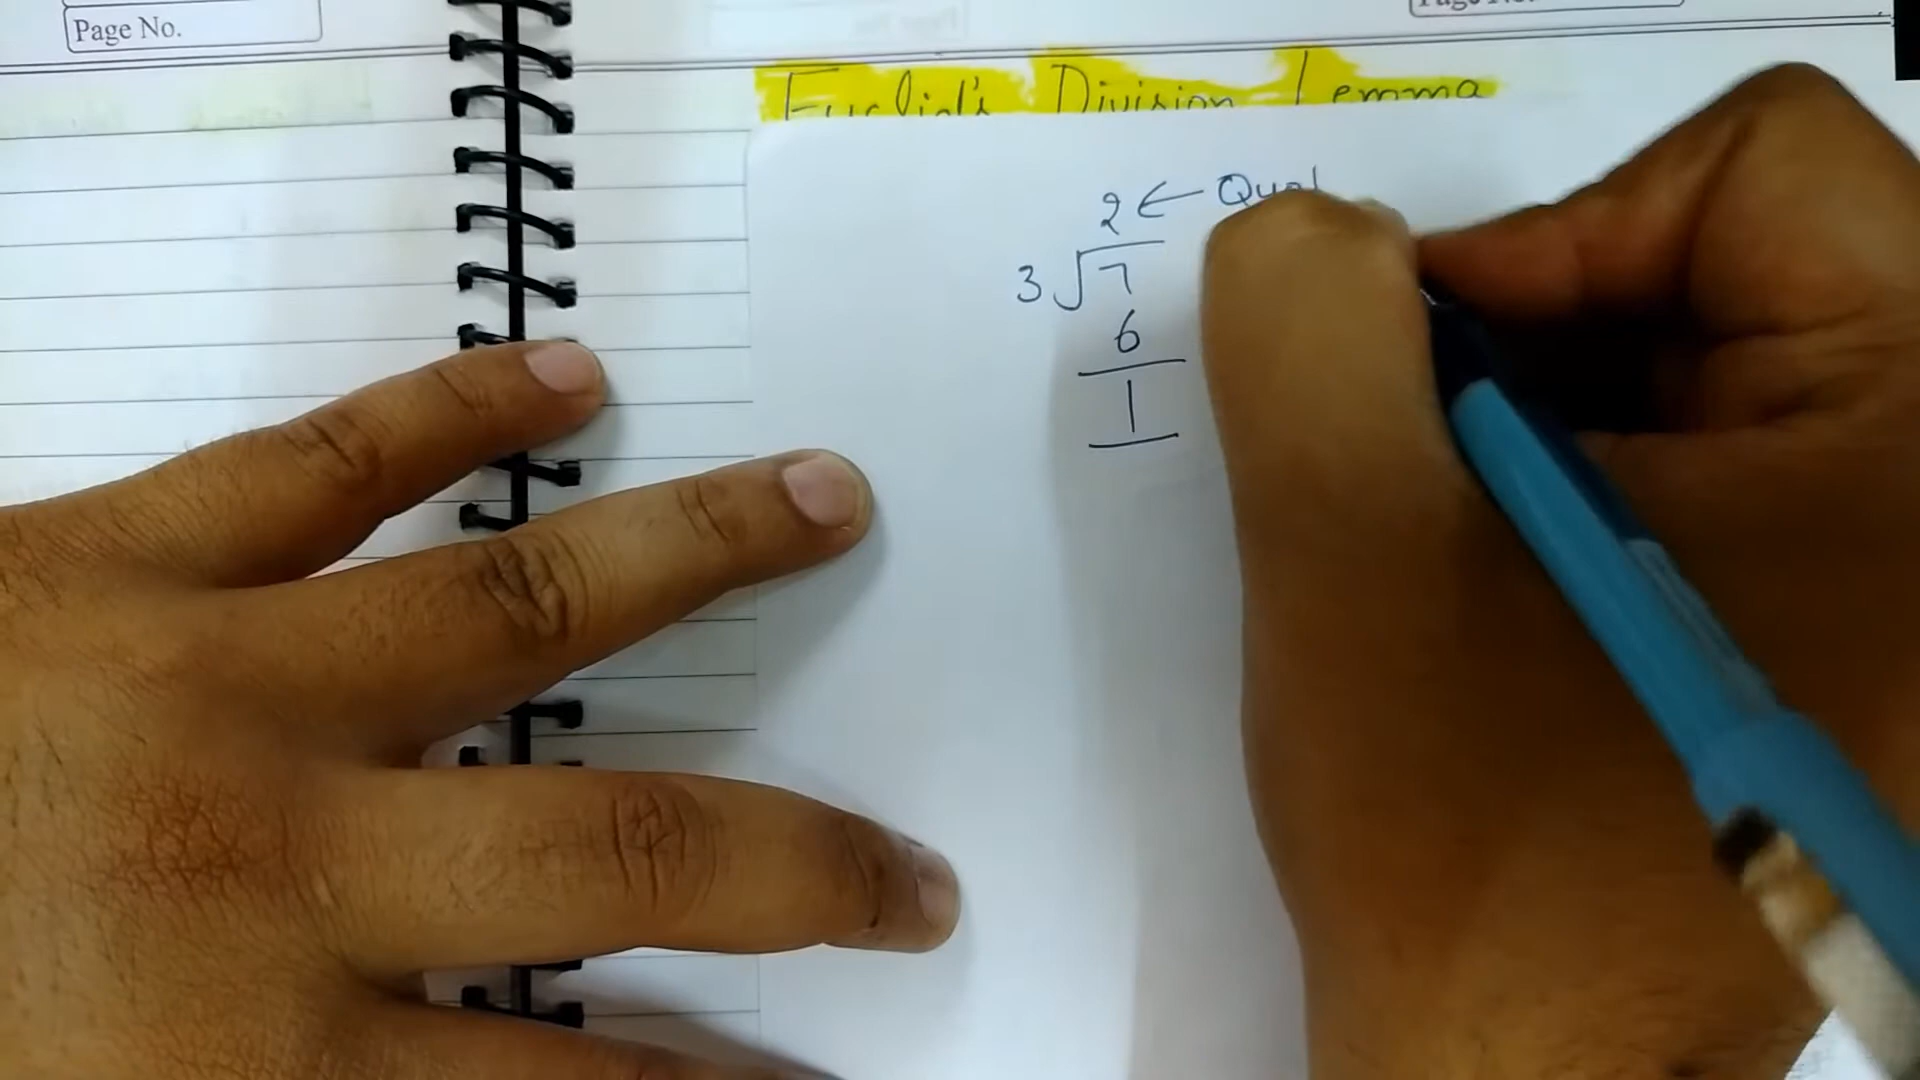 Page No.
Euclid's Division Lemma
2 ←
3 √7
6
1